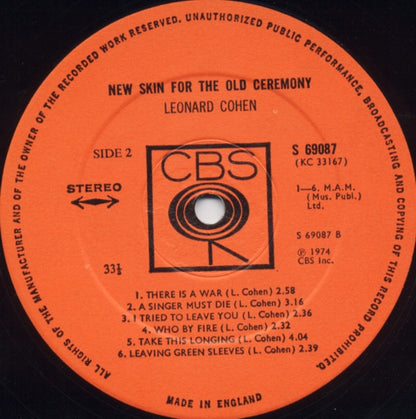 ALL RIGHTS OF THE MANUFACTURER AND OF THE OWNER OF THE RECORDED WORK RESERVED. UNAUTHORIZED PUBLIC PERFORMANCE, BROADCASTING AND COPYING OF THIS RECORD PROHIBITED.
NEW SKIN FOR THE OLD CEREMONY
LEONARD COHEN
SIDE 2
CBS
S 69087
(KC 33167)
STEREO
1—6. M.A.M.
(Mus. Publ.)
Ltd.
S 69087 B
33⅓
℗ 1974
CBS Inc.
1. THERE IS A WAR (L. Cohen) 2.58
2. A SINGER MUST DIE (L. Cohen) 3.16
3. I TRIED TO LEAVE YOU (L. Cohen) 2.36
4. WHO BY FIRE (L. Cohen) 2.32
5. TAKE THIS LONGING (L. Cohen) 4.04
6. LEAVING GREEN SLEEVES (L. Cohen) 2.39
MADE IN ENGLAND